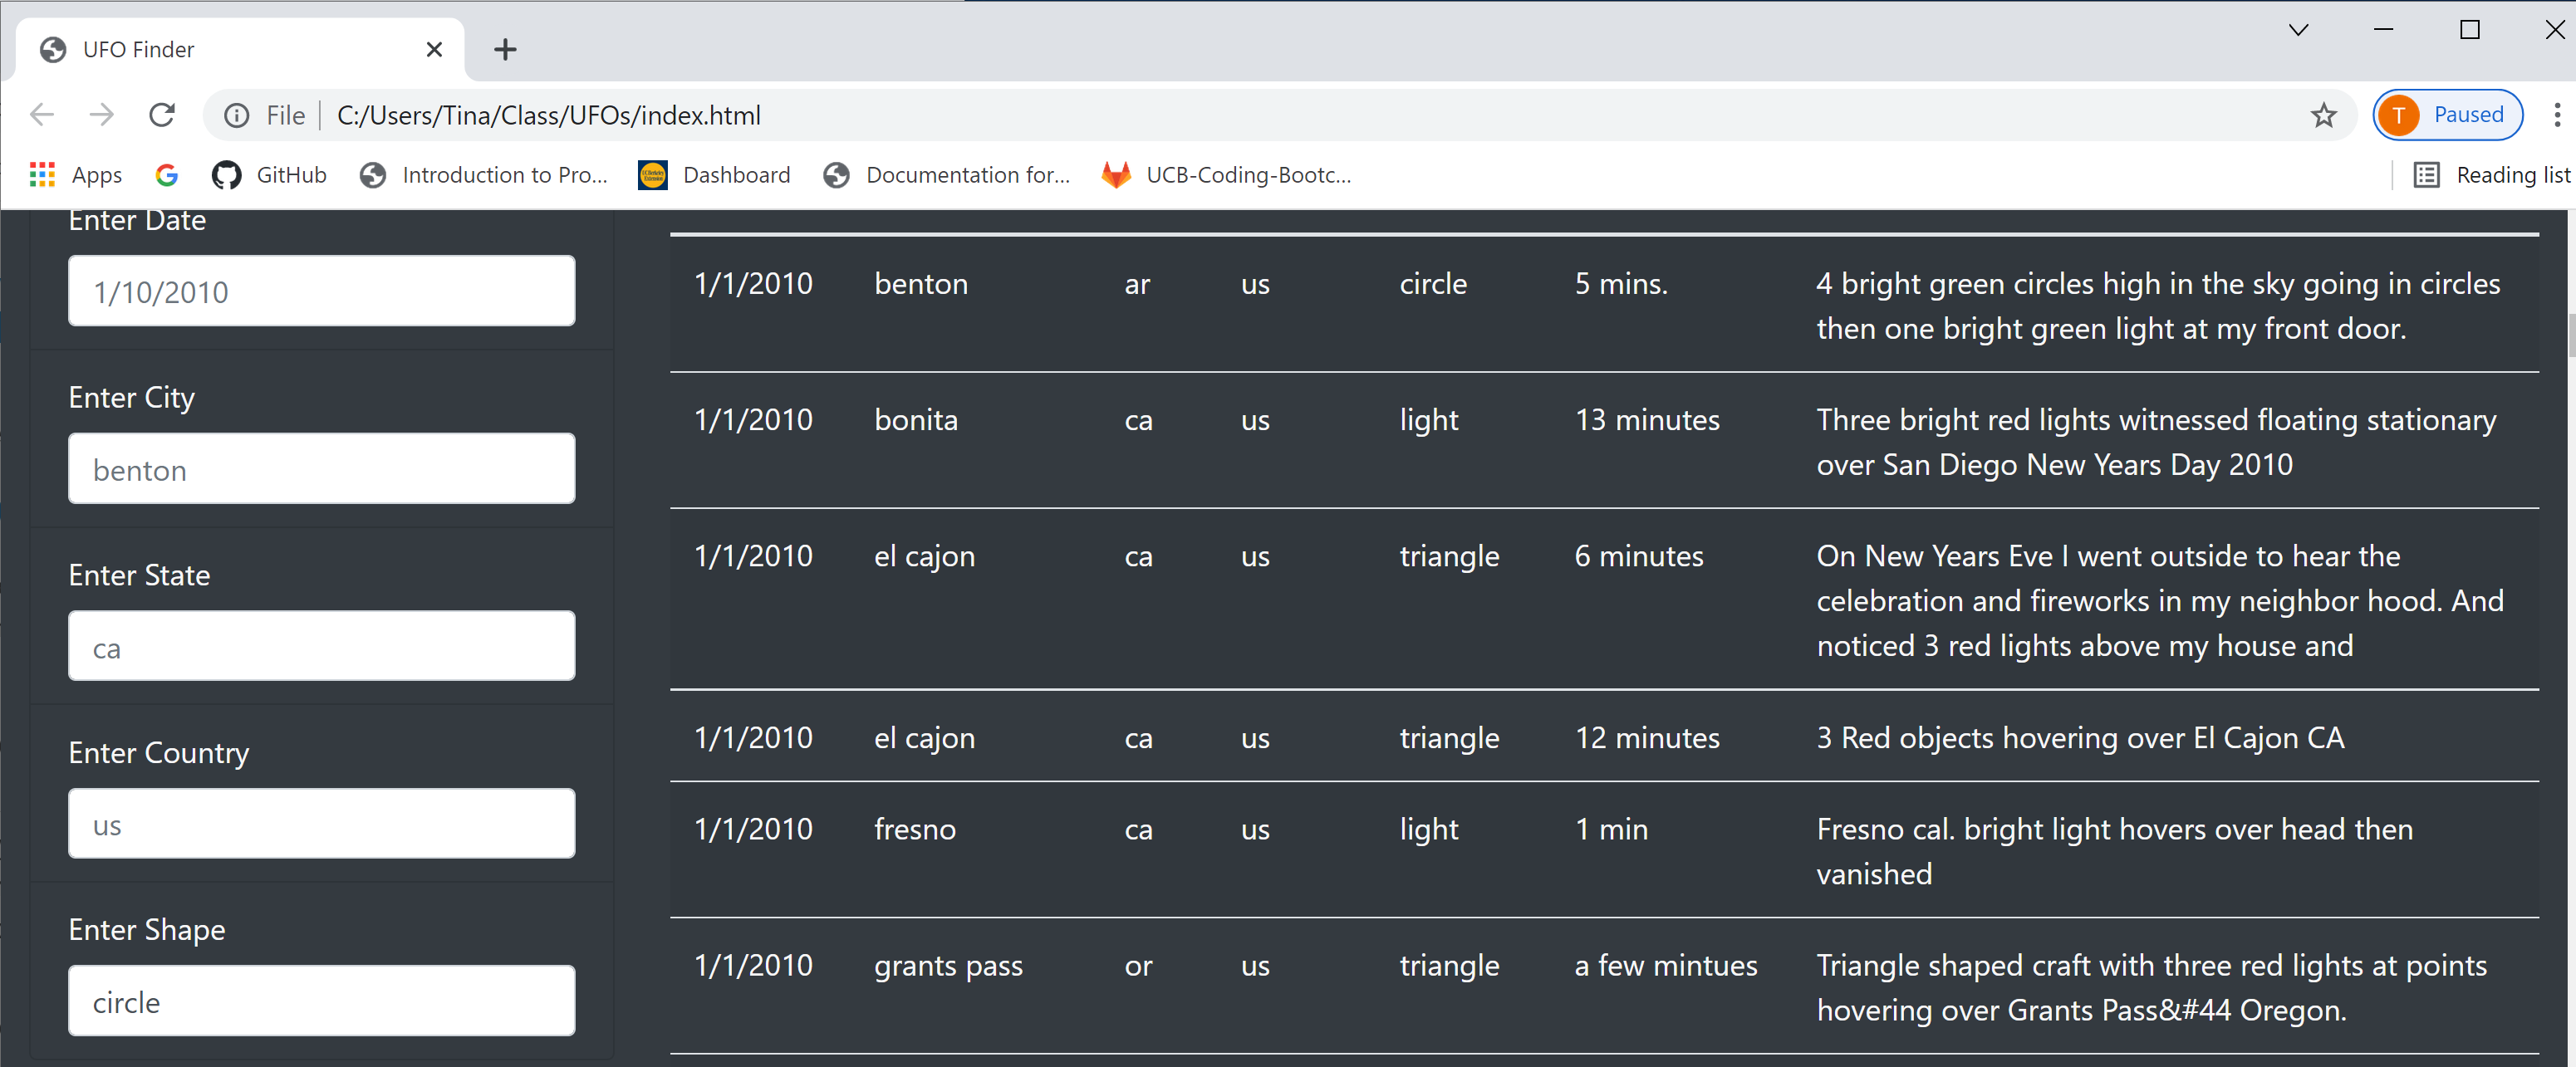 UFO Finder
File C:/Users/Tina/Class/UFOs/index.html T Paused
Apps GitHub Introduction to Pro... Dashboard Documentation for... UCB-Coding-Bootc... Reading list
Enter Date
1/10/2010
Enter City
benton
Enter State
ca
Enter Country
us
Enter Shape
circle
1/1/2010 benton ar us circle 5 mins. 4 bright green circles high in the sky going in circles
then one bright green light at my front door.
1/1/2010 bonita ca us light 13 minutes Three bright red lights witnessed floating stationary
over San Diego New Years Day 2010
1/1/2010 el cajon ca us triangle 6 minutes On New Years Eve I went outside to hear the
celebration and fireworks in my neighbor hood. And
noticed 3 red lights above my house and
1/1/2010 el cajon ca us triangle 12 minutes 3 Red objects hovering over El Cajon CA
1/1/2010 fresno ca us light 1 min Fresno cal. bright light hovers over head then
vanished
1/1/2010 grants pass or us triangle a few mintues Triangle shaped craft with three red lights at points
hovering over Grants Pass&#44 Oregon.